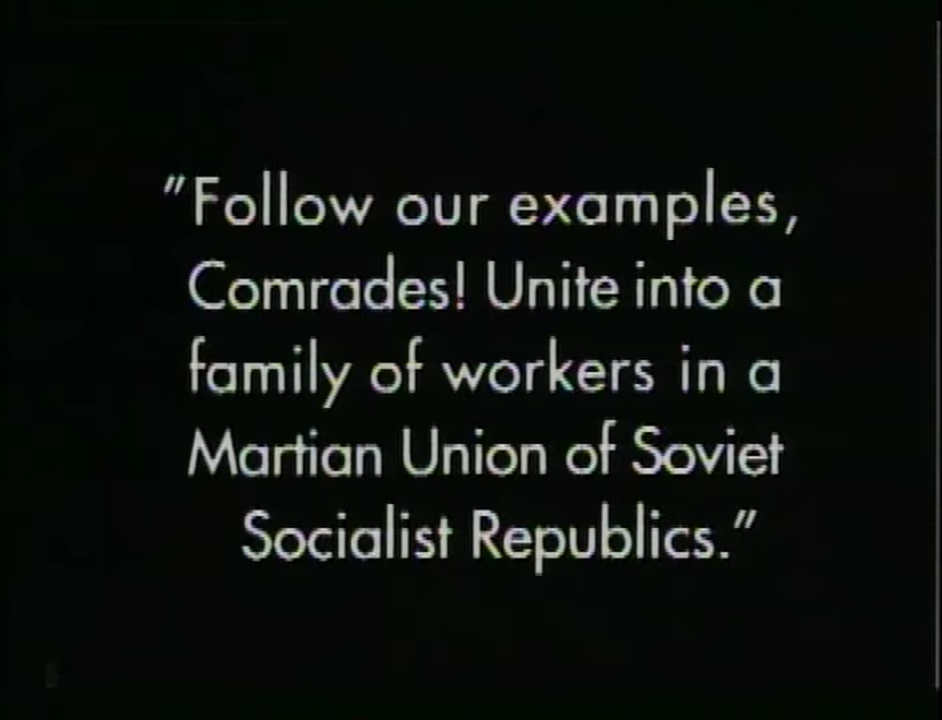 "Follow our examples,
Comrades! Unite into a
family of workers in a
Martian Union of Soviet
Socialist Republics."